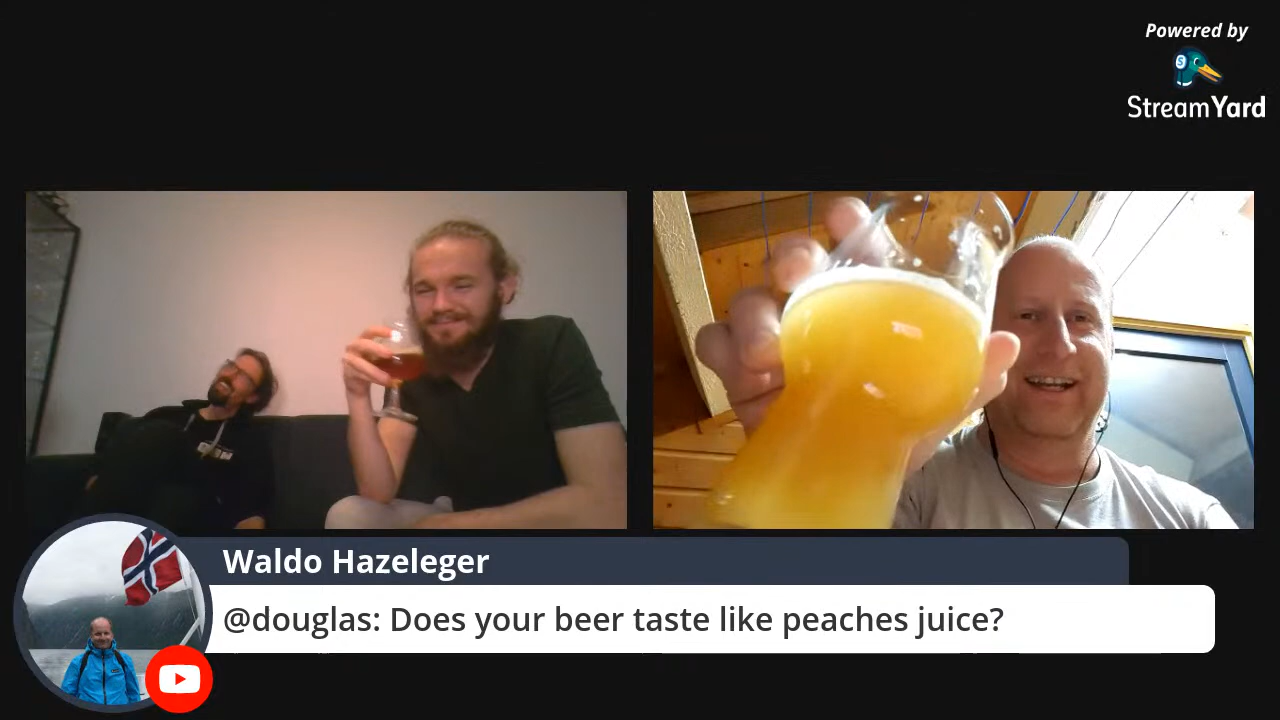 Powered by
StreamYard
Waldo Hazeleger
@douglas: Does your beer taste like peaches juice?